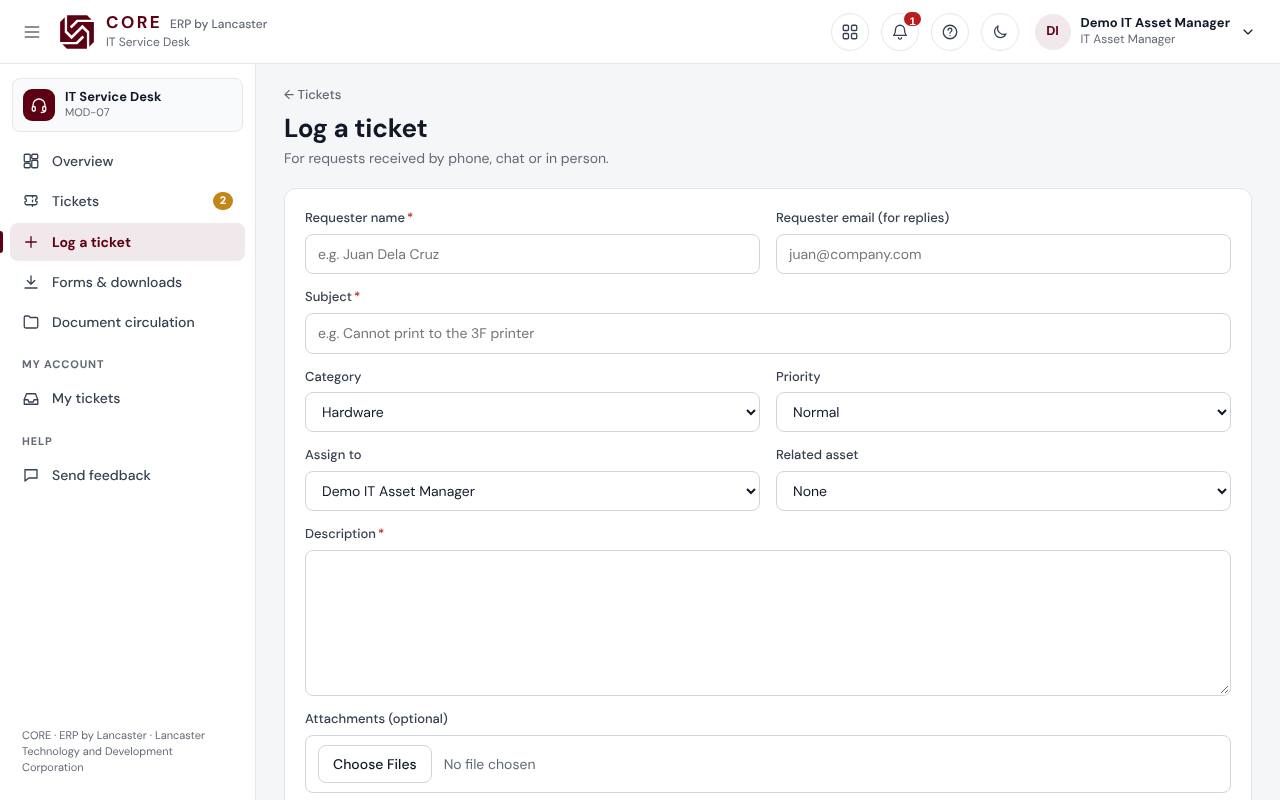 CORE ERP by Lancaster
IT Service Desk
1
DI
Demo IT Asset Manager
IT Asset Manager
IT Service Desk
MOD-07
Overview
Tickets 2
Log a ticket
Forms & downloads
Document circulation
MY ACCOUNT
My tickets
HELP
Send feedback
CORE · ERP by Lancaster · Lancaster
Technology and Development
Corporation
← Tickets
Log a ticket
For requests received by phone, chat or in person.
Requester name *
e.g. Juan Dela Cruz
Requester email (for replies)
juan@company.com
Subject *
e.g. Cannot print to the 3F printer
Category
Hardware
Priority
Normal
Assign to
Demo IT Asset Manager
Related asset
None
Description *
Attachments (optional)
Choose Files No file chosen